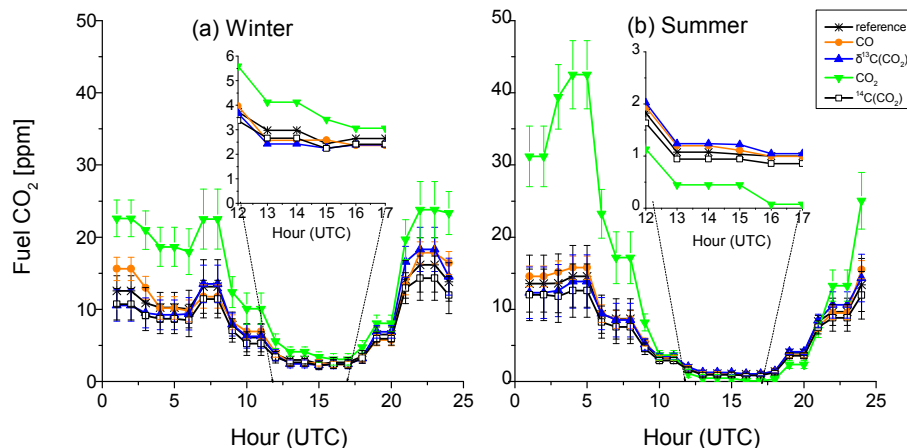 (a) Winter
(b) Summer
Fuel CO₂ [ppm]
50
40
30
20
10
0
0 5 10 15 20 25
Hour (UTC)
6
5
4
3
2
1
0
12 13 14 15 16 17
Hour (UTC)
50
40
30
20
10
0
0 5 10 15 20 25
Hour (UTC)
3
2
1
0
12 13 14 15 16 17
Hour (UTC)
reference
CO
δ¹³C(CO₂)
CO₂
¹⁴C(CO₂)